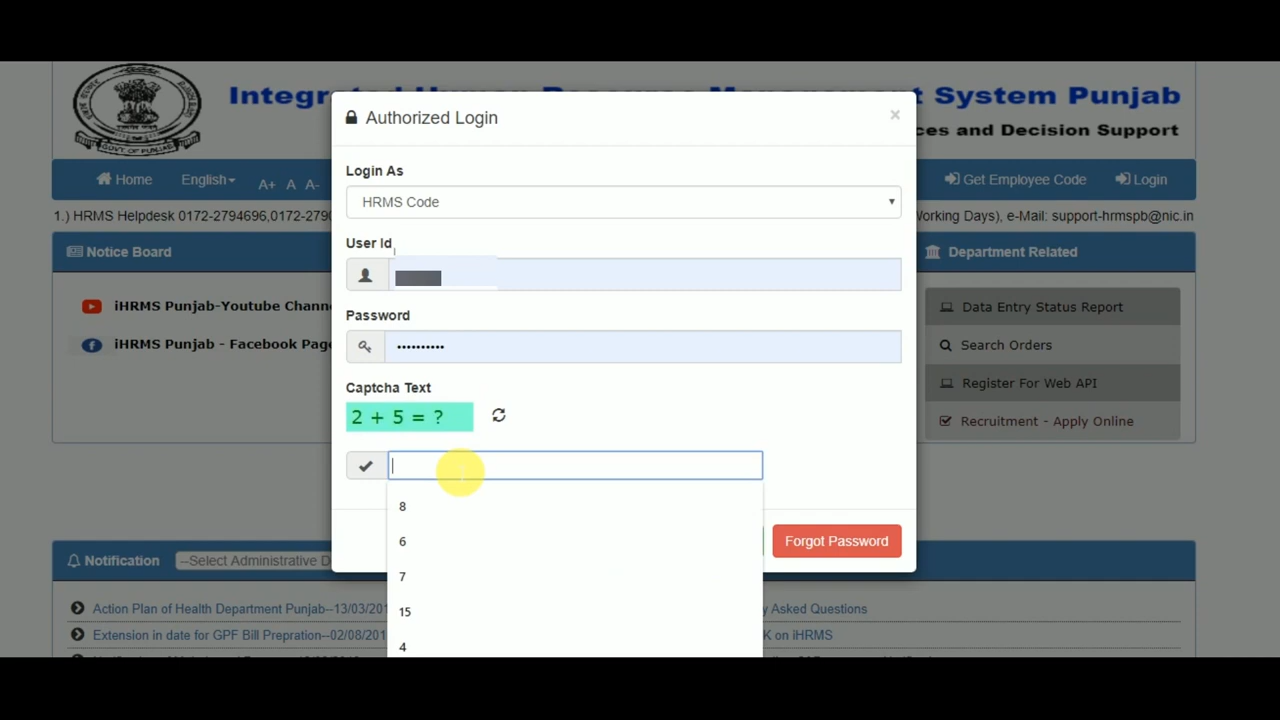 Integrated Human Resource Management System Punjab
ces and Decision Support
GOVT. OF PUNJAB
Home English A+ A A- Get Employee Code Login
1.) HRMS Helpdesk 0172-2794696,0172-279
Working Days), e-Mail: support-hrmspb@nic.in
Notice Board
iHRMS Punjab-Youtube Chann
iHRMS Punjab - Facebook Page
Authorized Login ×
Login As
HRMS Code
User Id
Password
••••••••••
Captcha Text
2 + 5 = ?
8
6
7
15
4
Forgot Password
Department Related
Data Entry Status Report
Search Orders
Register For Web API
Recruitment - Apply Online
Notification --Select Administrative D
Action Plan of Health Department Punjab--13/03/201
Extension in date for GPF Bill Prepration--02/08/201
y Asked Questions
K on iHRMS